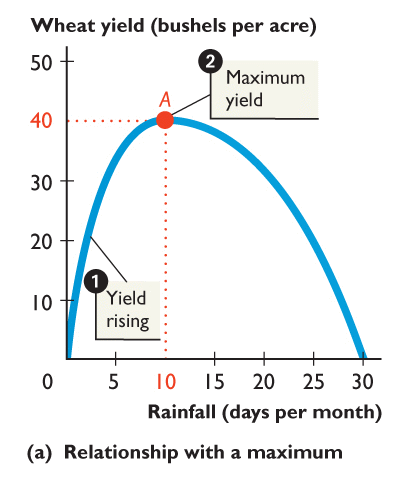 Wheat yield (bushels per acre)
50
2
Maximum
yield
A
40
30
20
1
Yield
rising
10
0
5
10
15
20
25
30
Rainfall (days per month)
(a) Relationship with a maximum